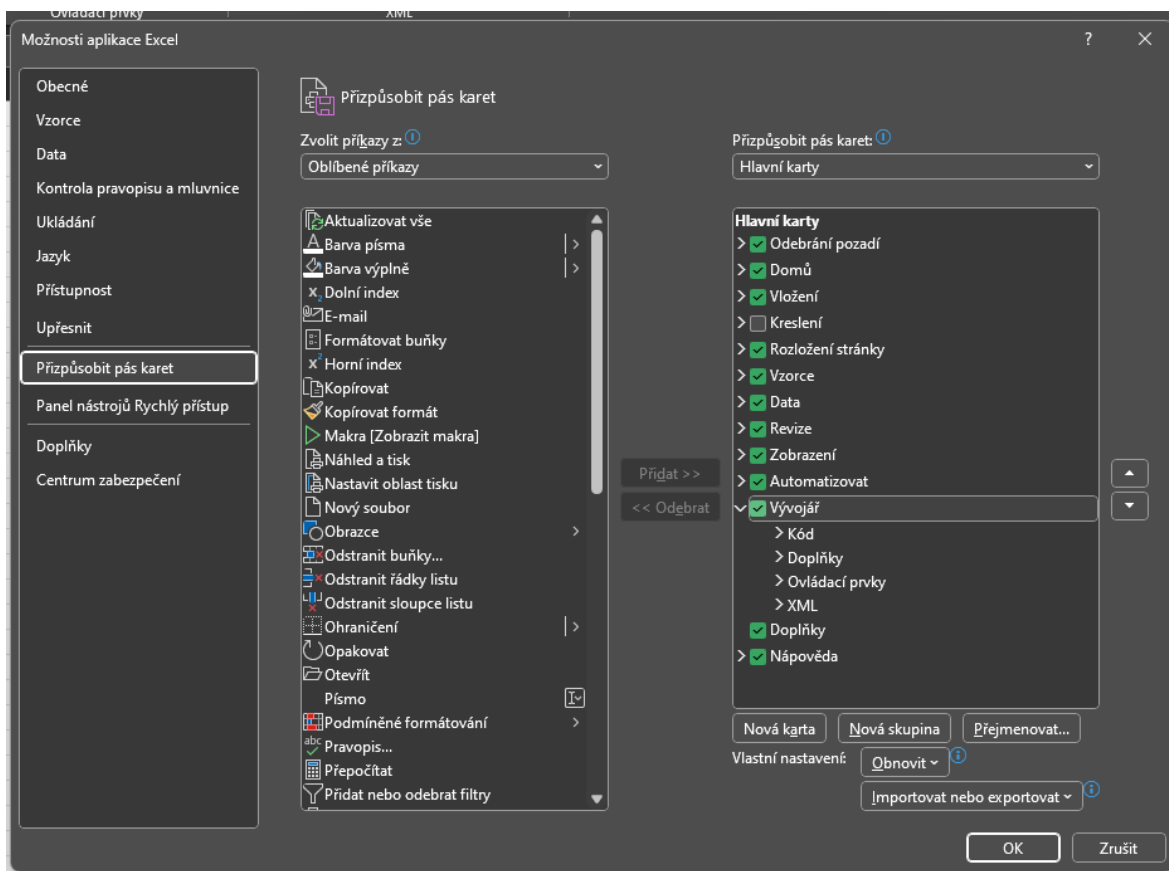 Ovládací prvky
XML
Možnosti aplikace Excel
?
Obecné
Vzorce
Data
Kontrola pravopisu a mluvnice
Ukládání
Jazyk
Přístupnost
Upřesnit
Přizpůsobit pás karet
Panel nástrojů Rychlý přístup
Doplňky
Centrum zabezpečení
Přizpůsobit pás karet
Zvolit příkazy z:
Oblíbené příkazy
Aktualizovat vše
Barva písma
Barva výplně
Dolní index
E-mail
Formátovat buňky
Horní index
Kopírovat
Kopírovat formát
Makra [Zobrazit makra]
Náhled a tisk
Nastavit oblast tisku
Nový soubor
Obrazce
Odstranit buňky...
Odstranit řádky listu
Odstranit sloupce listu
Ohraničení
Opakovat
Otevřít
Písmo
Podmíněné formátování
Pravopis...
Přepočítat
Přidat nebo odebrat filtry
Přidat >>
<< Odebrat
Přizpůsobit pás karet:
Hlavní karty
Hlavní karty
Odebrání pozadí
Domů
Vložení
Kreslení
Rozložení stránky
Vzorce
Data
Revize
Zobrazení
Automatizovat
Vývojář
Kód
Doplňky
Ovládací prvky
XML
Doplňky
Nápověda
Nová karta
Nová skupina
Přejmenovat...
Vlastní nastavení:
Obnovit
Importovat nebo exportovat
OK
Zrušit